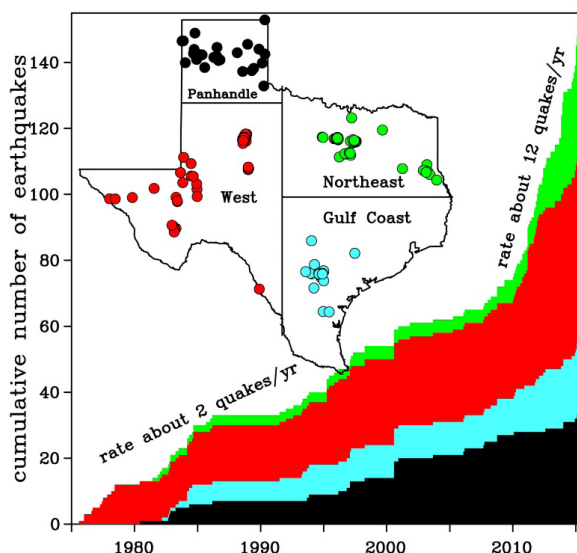 cumulative number of earthquakes
140
120
100
80
60
40
20
0
Panhandle
West
Northeast
Gulf Coast
rate about 2 quakes/yr
rate about 12 quakes/yr
1980
1990
2000
2010